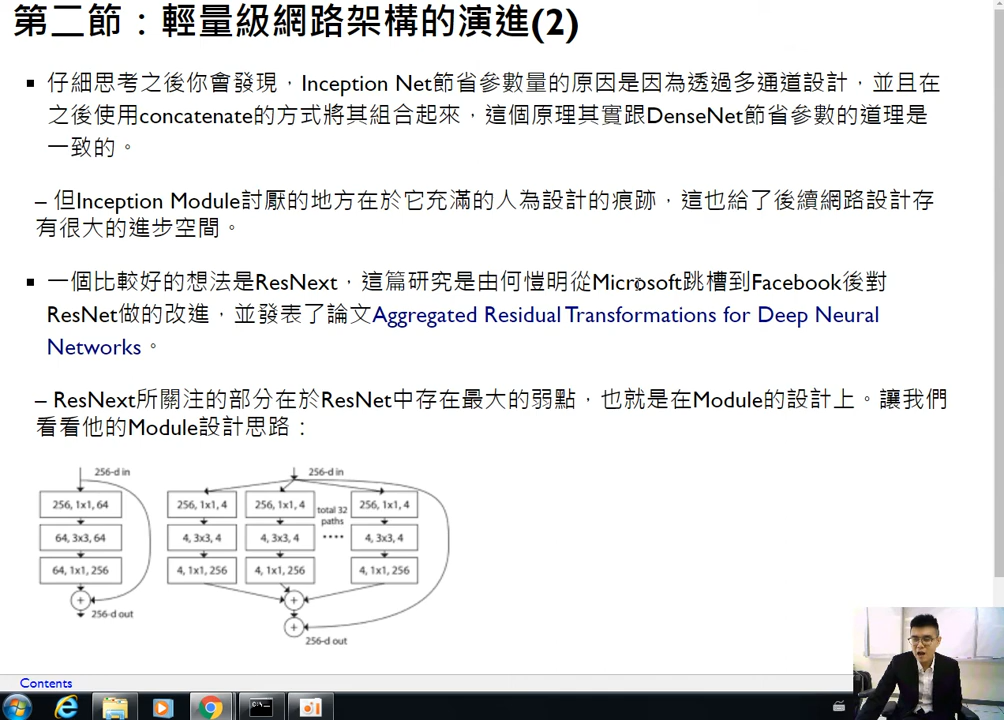 第二節：輕量級網路架構的演進(2)
仔細思考之後你會發現，Inception Net節省參數量的原因是因為透過多通道設計，並且在
之後使用concatenate的方式將其組合起來，這個原理其實跟DenseNet節省參數的道理是
一致的。
– 但Inception Module討厭的地方在於它充滿的人為設計的痕跡，這也給了後續網路設計存
有很大的進步空間。
一個比較好的想法是ResNext，這篇研究是由何愷明從Microsoft跳槽到Facebook後對
ResNet做的改進，並發表了論文Aggregated Residual Transformations for Deep Neural
Networks。
– ResNext所關注的部分在於ResNet中存在最大的弱點，也就是在Module的設計上。讓我們
看看他的Module設計思路：
256-d in
256, 1x1, 64
64, 3x3, 64
64, 1x1, 256
+
256-d out
256-d in
256, 1x1, 4 256, 1x1, 4 total 32 paths 256, 1x1, 4
4, 3x3, 4 4, 3x3, 4 .... 4, 3x3, 4
4, 1x1, 256 4, 1x1, 256 4, 1x1, 256
+
+
256-d out
Contents